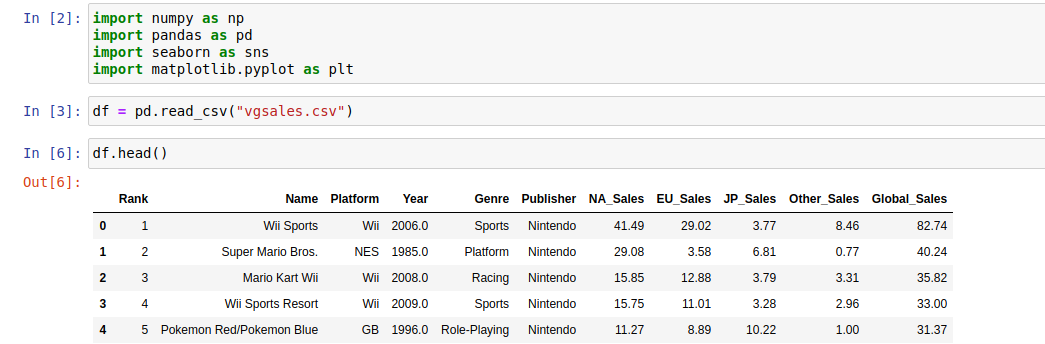 In [2]: import numpy as np
import pandas as pd
import seaborn as sns
import matplotlib.pyplot as plt
In [3]: df = pd.read_csv("vgsales.csv")
In [6]: df.head()
Out[6]:
Rank Name Platform Year Genre Publisher NA_Sales EU_Sales JP_Sales Other_Sales Global_Sales
0 1 Wii Sports Wii 2006.0 Sports Nintendo 41.49 29.02 3.77 8.46 82.74
1 2 Super Mario Bros. NES 1985.0 Platform Nintendo 29.08 3.58 6.81 0.77 40.24
2 3 Mario Kart Wii Wii 2008.0 Racing Nintendo 15.85 12.88 3.79 3.31 35.82
3 4 Wii Sports Resort Wii 2009.0 Sports Nintendo 15.75 11.01 3.28 2.96 33.00
4 5 Pokemon Red/Pokemon Blue GB 1996.0 Role-Playing Nintendo 11.27 8.89 10.22 1.00 31.37